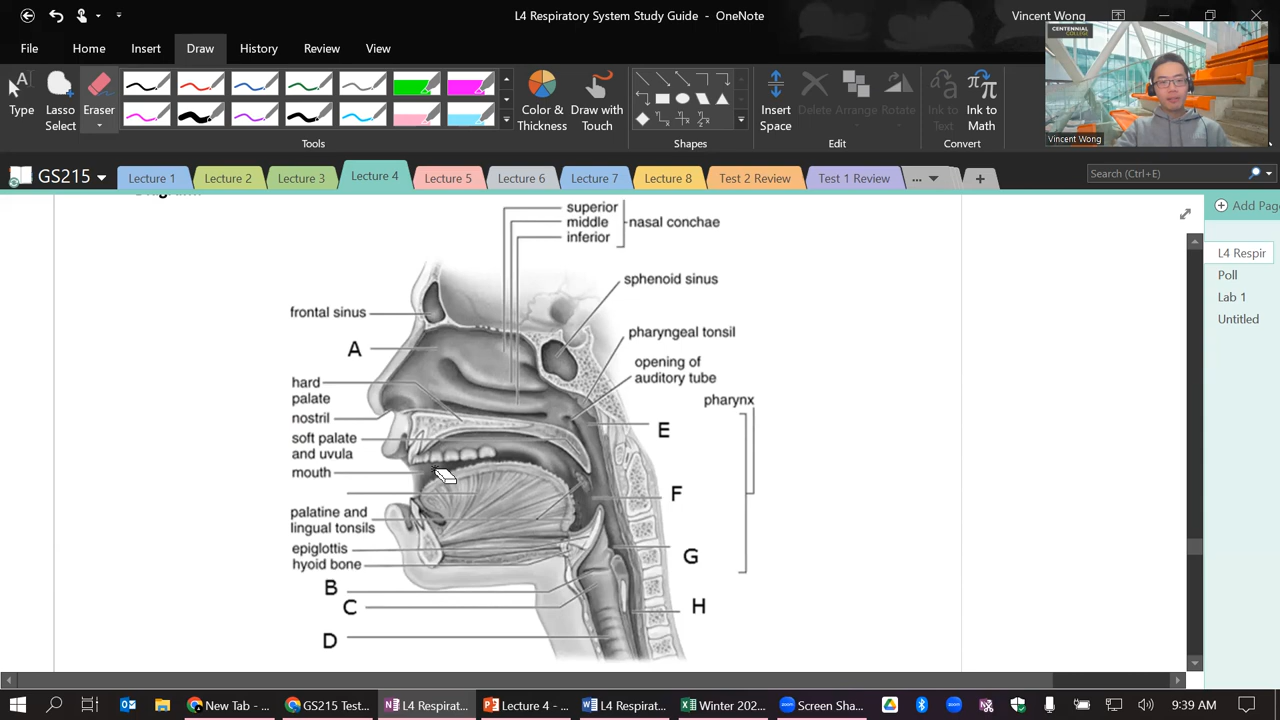 L4 Respiratory System Study Guide - OneNote
Vincent Wong
File
Home
Insert
Draw
History
Review
View
CENTENNIAL
COLLEGE
Vincent Wong
Type
Lasso
Select
Eraser
Color &
Thickness
Draw with
Touch
Insert
Space
Delete
Arrange
Rotate
Ink to
Text
Ink to
Math
Tools
Shapes
Edit
Convert
GS215
Lecture 1
Lecture 2
Lecture 3
Lecture 4
Lecture 5
Lecture 6
Lecture 7
Lecture 8
Test 2 Review
Test 1 Review
...
Search (Ctrl+E)
Add Pag
L4 Respir
Poll
Lab 1
Untitled
superior
middle
inferior
nasal conchae
sphenoid sinus
frontal sinus
pharyngeal tonsil
A
opening of
auditory tube
hard
palate
pharynx
nostril
E
soft palate
and uvula
mouth
F
palatine and
lingual tonsils
epiglottis
G
hyoid bone
B
C
H
D
New Tab - ...
GS215 Test...
L4 Respirat...
Lecture 4 - ...
L4 Respirat...
Winter 202...
Screen Sha...
9:39 AM